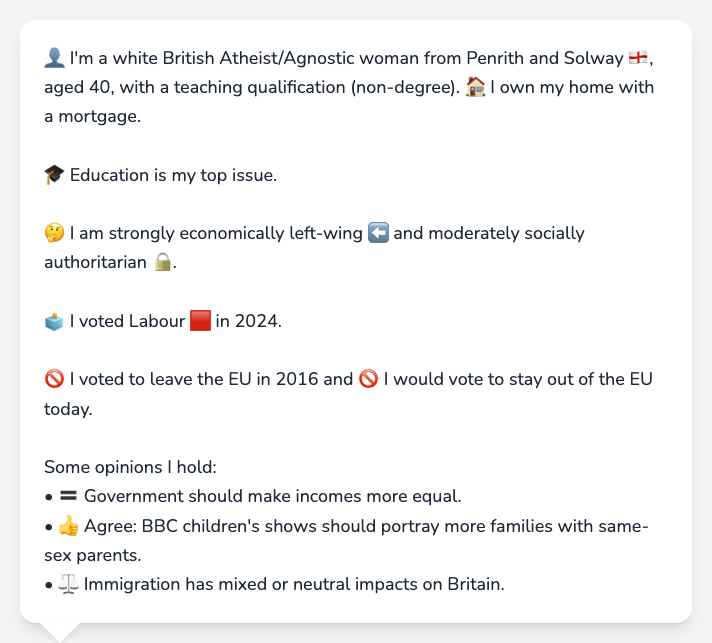 👤 I'm a white British Atheist/Agnostic woman from Penrith and Solway 🏴󠁧󠁢󠁥󠁮󠁧󠁿,
aged 40, with a teaching qualification (non-degree). 🏠 I own my home with
a mortgage.
🎓 Education is my top issue.
🤔 I am strongly economically left-wing ⬅️ and moderately socially
authoritarian 🔒.
🗳️ I voted Labour 🟥 in 2024.
🚫 I voted to leave the EU in 2016 and 🚫 I would vote to stay out of the EU
today.
Some opinions I hold:
• 🟰 Government should make incomes more equal.
• 👍 Agree: BBC children's shows should portray more families with same-
sex parents.
• ⚖️ Immigration has mixed or neutral impacts on Britain.